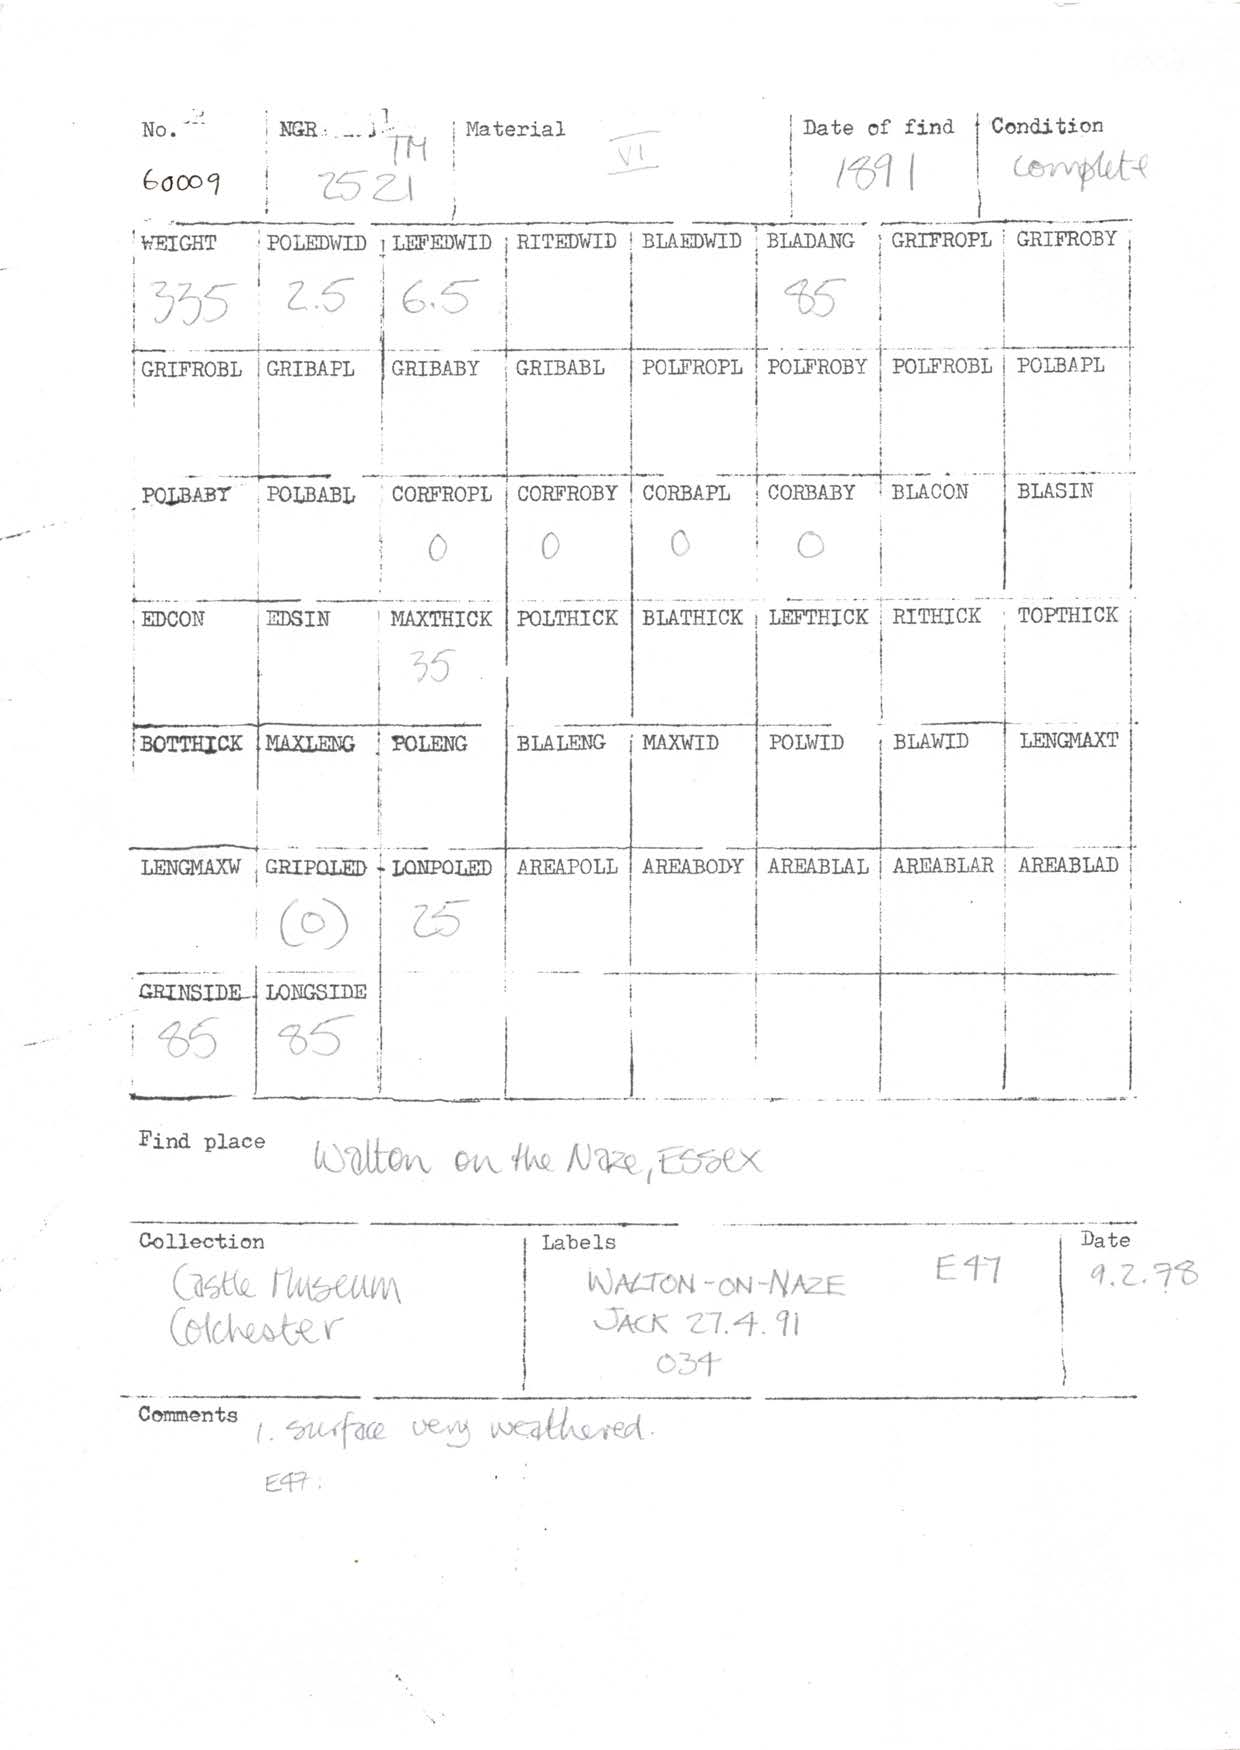 No. NGR Material Date of find Condition
60009 TM 2521 VI 1891 complete
WEIGHT POLEDWID LEFEDWID RITEDWID BLAEDWID BLADANG GRIFROPL GRIFROBY
335 2.5 6.5 85
GRIFROBL GRIBAPL GRIBABY GRIBABL POLFROPL POLFROBY POLFROBL POLBAPL
POLBABY POLBABL CORFROPL CORFROBY CORBAPL CORBABY BLACON BLASIN
0 0 0 0
EDCON EDSIN MAXTHICK POLTHICK BLATHICK LEFTHICK RITHICK TOPTHICK
35
BOTTHICK MAXLENG POLENG BLALENG MAXWID POLWID BLAWID LENGMAXT
LENGMAXW GRIPOLED LONPOLED AREAPOLL AREABODY AREABLAL AREABLAR AREABLAD
(0) 25
GRINSIDE LONGSIDE
85 85
Find place Walton on the Naze, Essex
Collection Labels Date
Castle Museum WALTON-ON-NAZE E47 9.2.78
Colchester JACK 27.4.91
034
Comments 1. surface very weathered.
E47.